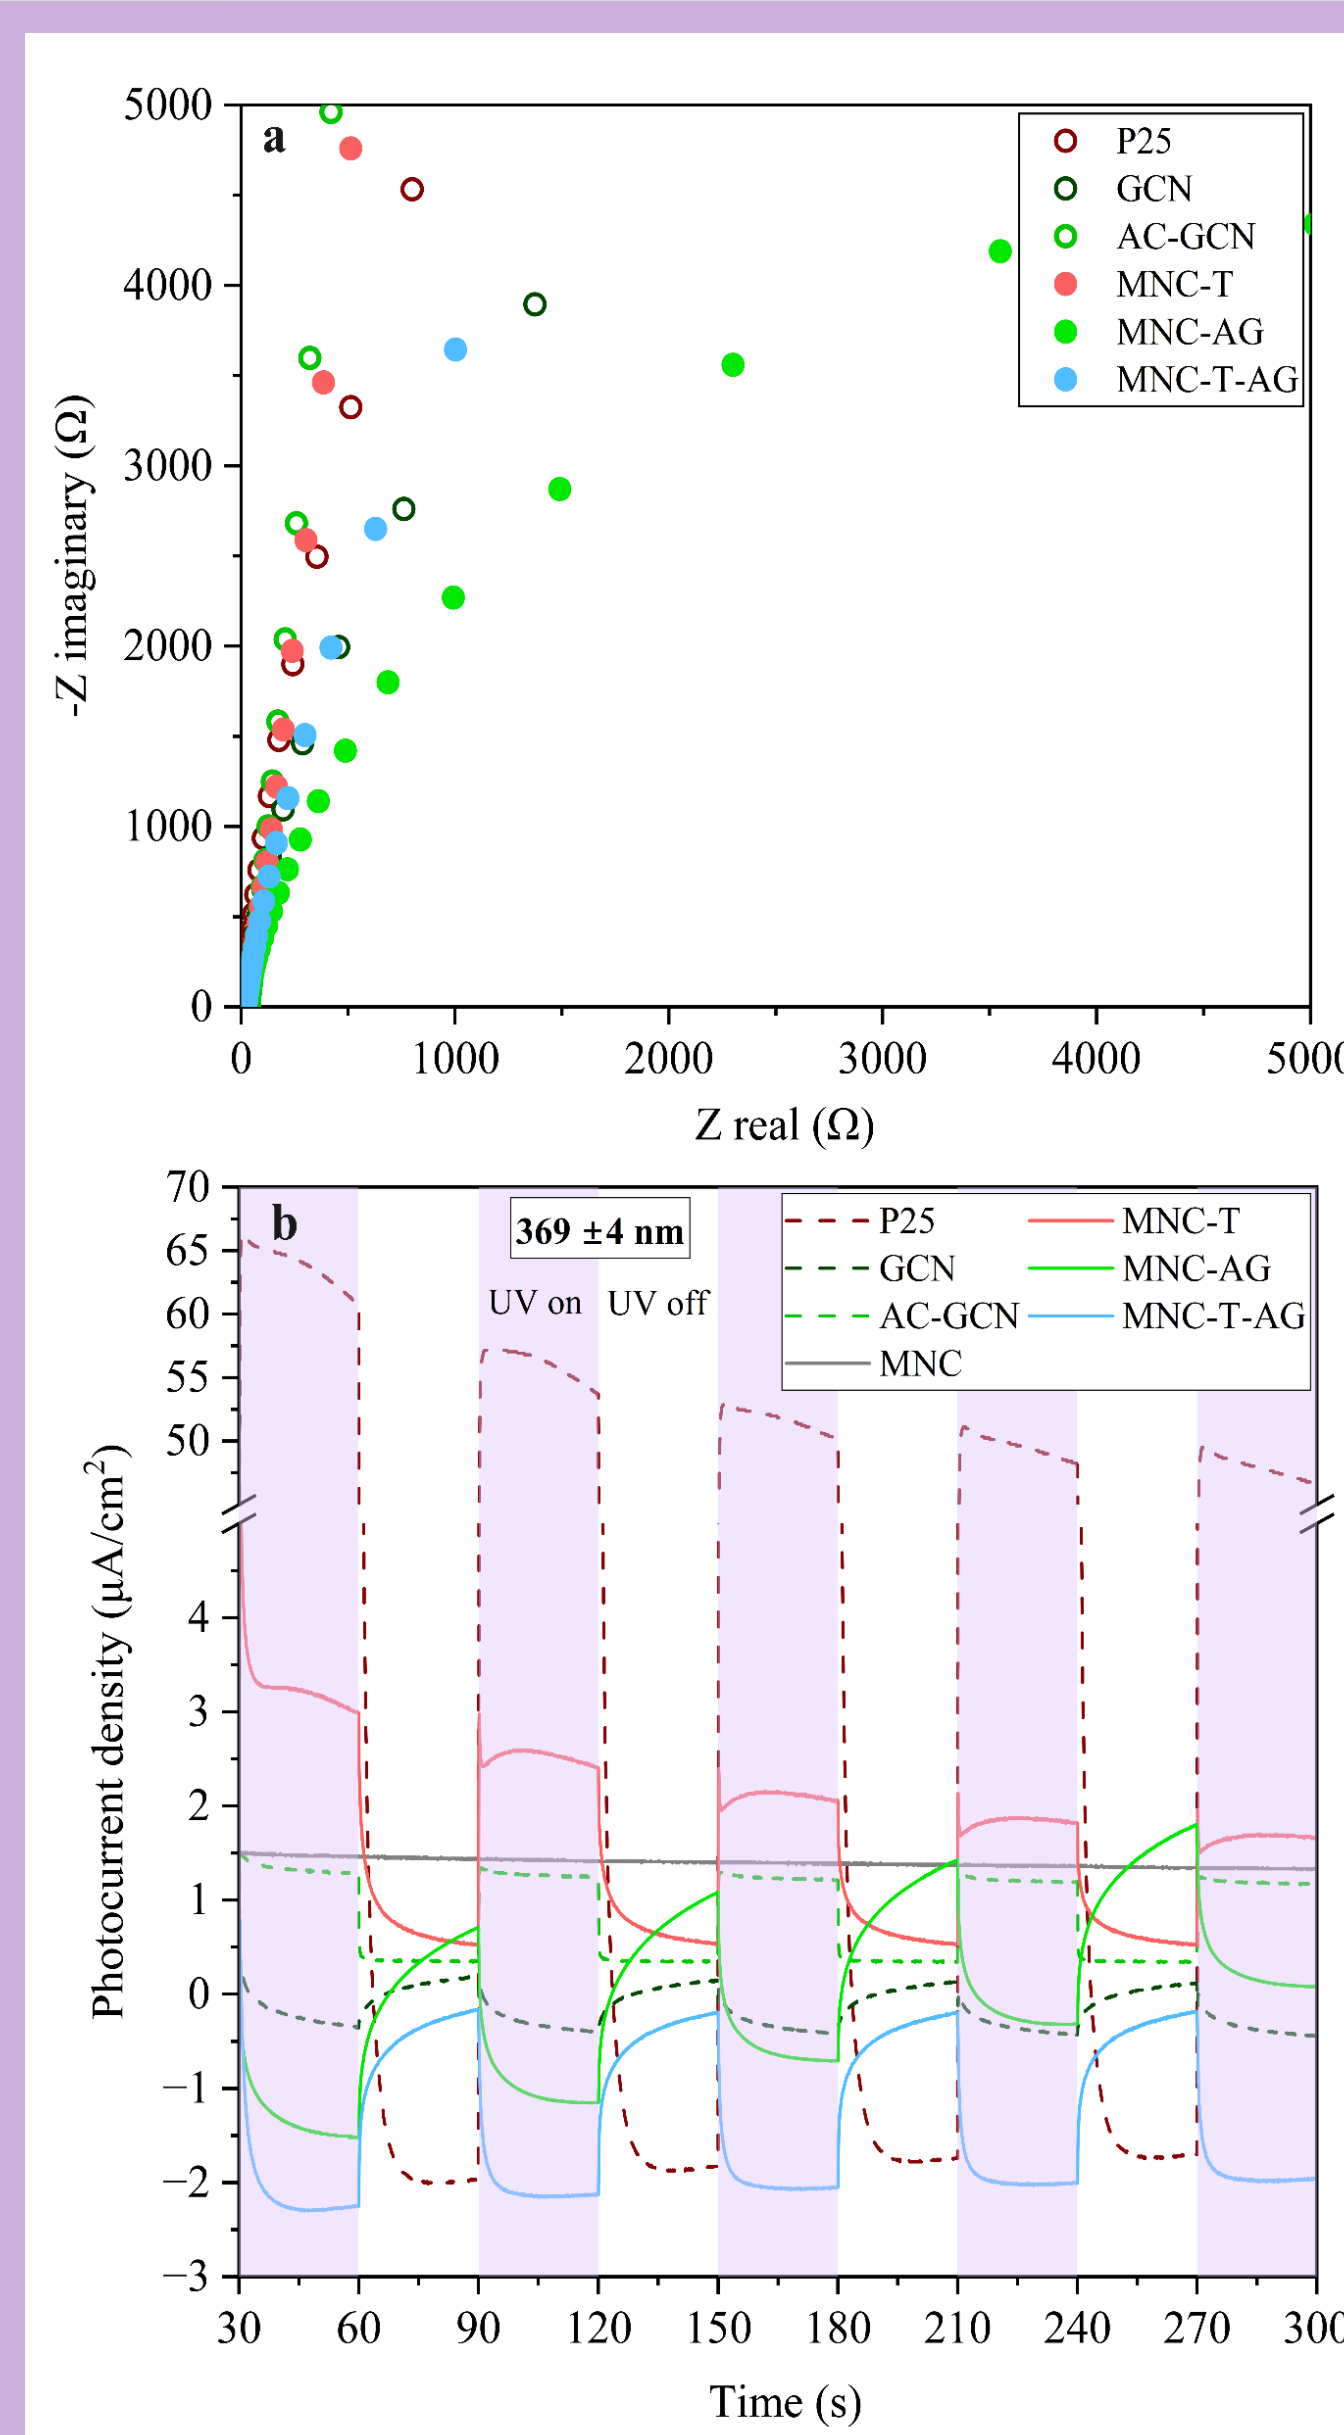 5000
4000
3000
2000
1000
0
a
P25
GCN
AC-GCN
MNC-T
MNC-AG
MNC-T-AG
-Z imaginary (Ω)
0 1000 2000 3000 4000 500
Z real (Ω)
70
65
60
55
50
4
3
2
1
0
−1
−2
−3
b
369 ±4 nm
UV on UV off
P25 MNC-T
GCN MNC-AG
AC-GCN MNC-T-AG
MNC
Photocurrent density (μA/cm²)
30 60 90 120 150 180 210 240 270 300
Time (s)